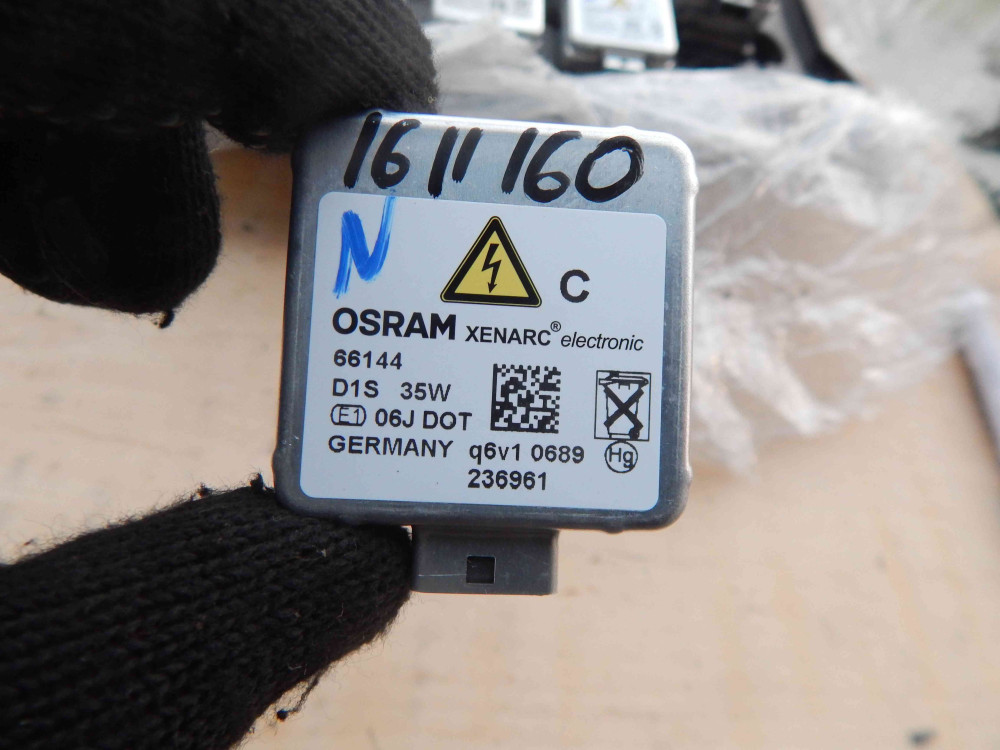 1611160
N
C
OSRAM XENARC® electronic
66144
D1S 35W
E1 06J DOT
GERMANY q6v1 0689
236961
Hg